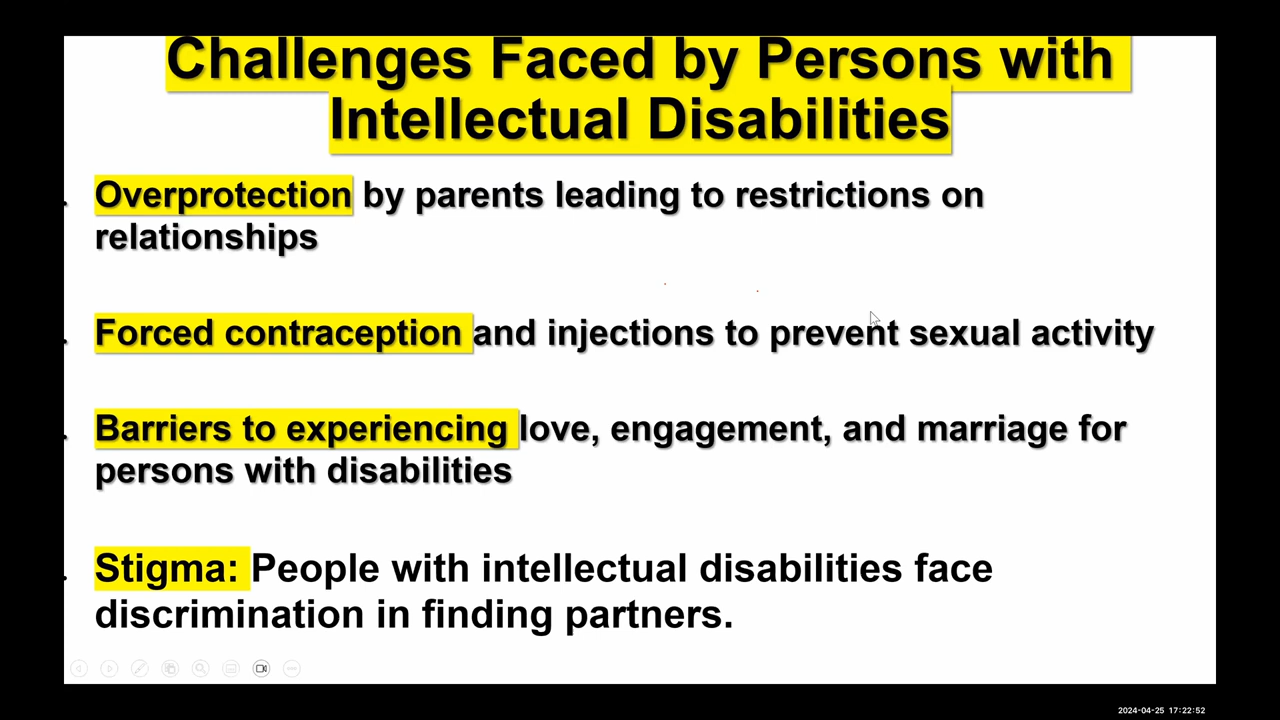 Challenges Faced by Persons with
Intellectual Disabilities
Overprotection by parents leading to restrictions on
relationships
Forced contraception and injections to prevent sexual activity
Barriers to experiencing love, engagement, and marriage for
persons with disabilities
Stigma: People with intellectual disabilities face
discrimination in finding partners.
2024-04-25 17:22:52